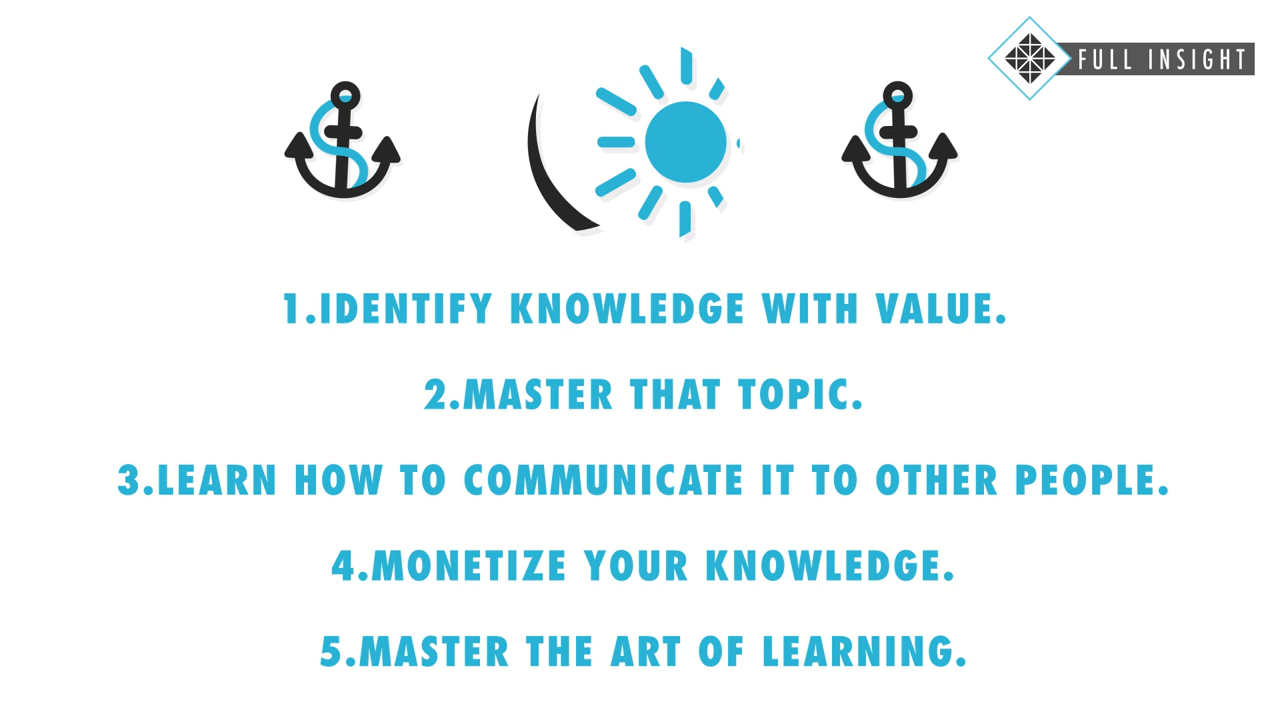 FULL INSIGHT
1.IDENTIFY KNOWLEDGE WITH VALUE.
2.MASTER THAT TOPIC.
3.LEARN HOW TO COMMUNICATE IT TO OTHER PEOPLE.
4.MONETIZE YOUR KNOWLEDGE.
5.MASTER THE ART OF LEARNING.